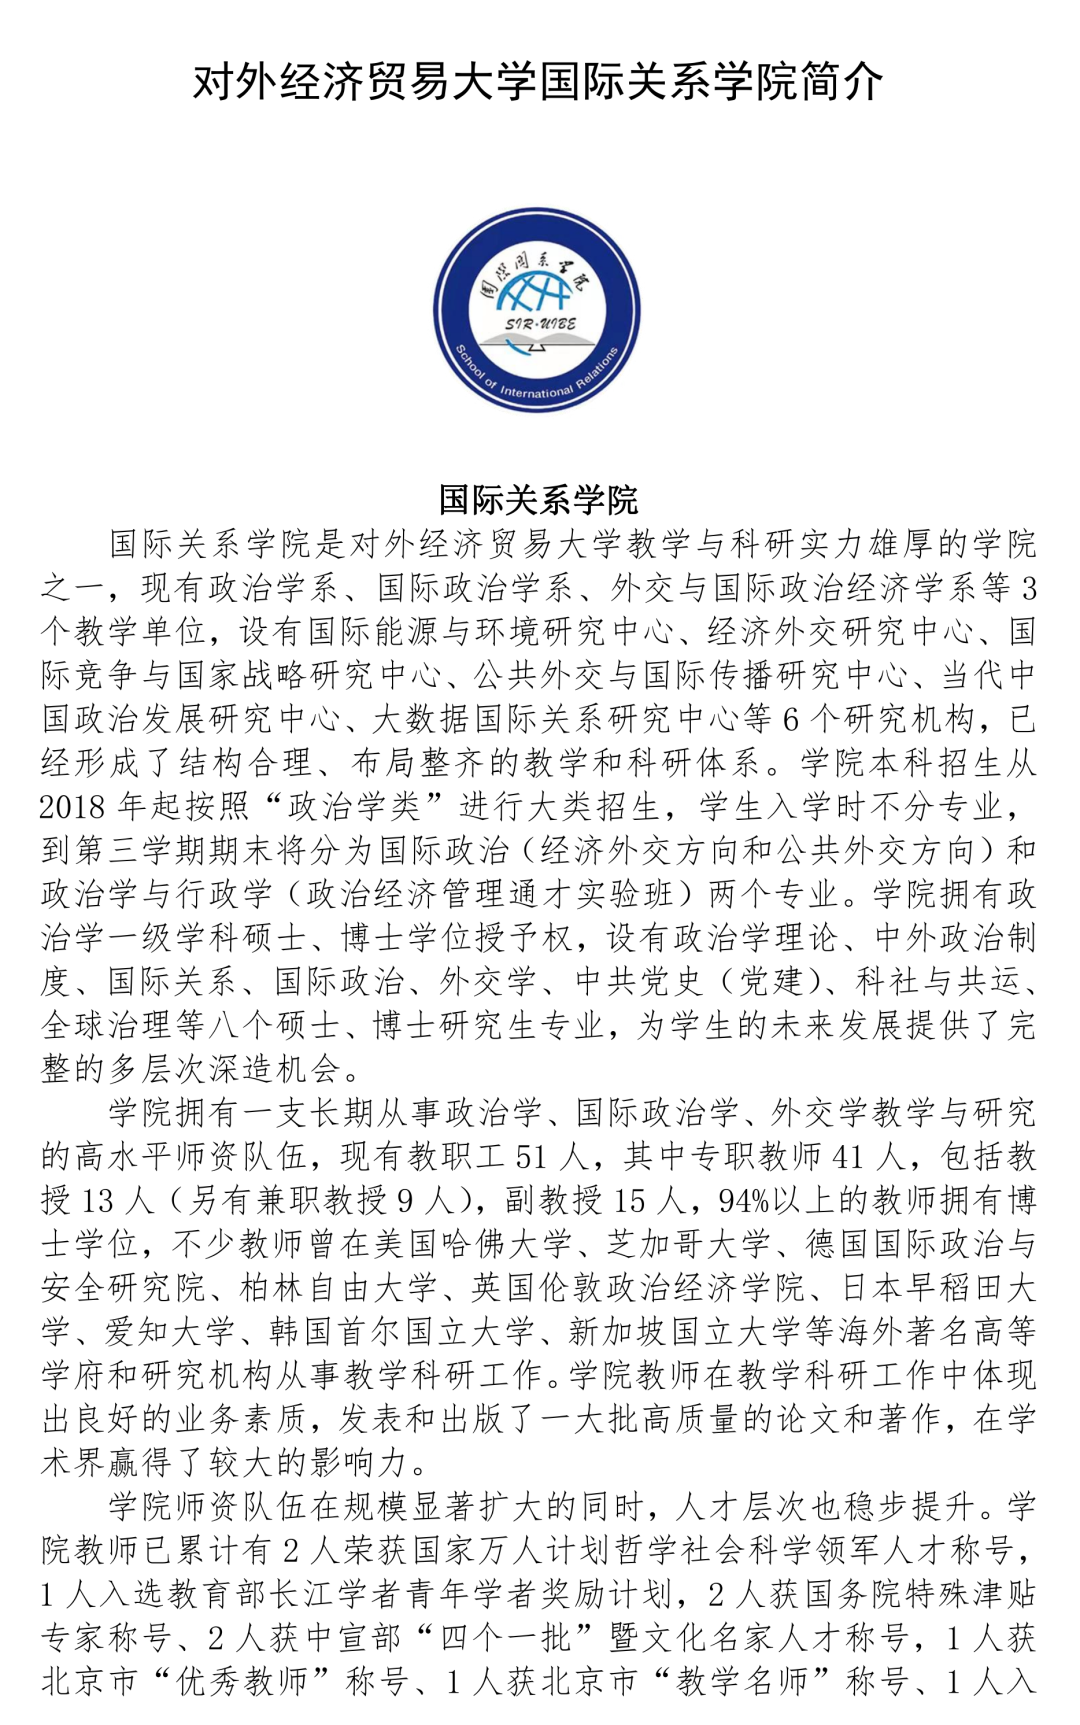 对外经济贸易大学国际关系学院简介
国際関系学院
SIR·UIBE
School of International Relations
国际关系学院
国际关系学院是对外经济贸易大学教学与科研实力雄厚的学院
之一，现有政治学系、国际政治学系、外交与国际政治经济学系等 3
个教学单位，设有国际能源与环境研究中心、经济外交研究中心、国
际竞争与国家战略研究中心、公共外交与国际传播研究中心、当代中
国政治发展研究中心、大数据国际关系研究中心等 6 个研究机构，已
经形成了结构合理、布局整齐的教学和科研体系。学院本科招生从
2018 年起按照“政治学类”进行大类招生，学生入学时不分专业，
到第三学期期末将分为国际政治（经济外交方向和公共外交方向）和
政治学与行政学（政治经济管理通才实验班）两个专业。学院拥有政
治学一级学科硕士、博士学位授予权，设有政治学理论、中外政治制
度、国际关系、国际政治、外交学、中共党史（党建）、科社与共运、
全球治理等八个硕士、博士研究生专业，为学生的未来发展提供了完
整的多层次深造机会。
学院拥有一支长期从事政治学、国际政治学、外交学教学与研究
的高水平师资队伍，现有教职工 51 人，其中专职教师 41 人，包括教
授 13 人（另有兼职教授 9 人），副教授 15 人，94%以上的教师拥有博
士学位，不少教师曾在美国哈佛大学、芝加哥大学、德国国际政治与
安全研究院、柏林自由大学、英国伦敦政治经济学院、日本早稻田大
学、爱知大学、韩国首尔国立大学、新加坡国立大学等海外著名高等
学府和研究机构从事教学科研工作。学院教师在教学科研工作中体现
出良好的业务素质，发表和出版了一大批高质量的论文和著作，在学
术界赢得了较大的影响力。
学院师资队伍在规模显著扩大的同时，人才层次也稳步提升。学
院教师已累计有 2 人荣获国家万人计划哲学社会科学领军人才称号，
1 人入选教育部长江学者青年学者奖励计划，2 人获国务院特殊津贴
专家称号、2 人获中宣部“四个一批”暨文化名家人才称号，1 人获
北京市“优秀教师”称号、1 人获北京市“教学名师”称号、1 人入